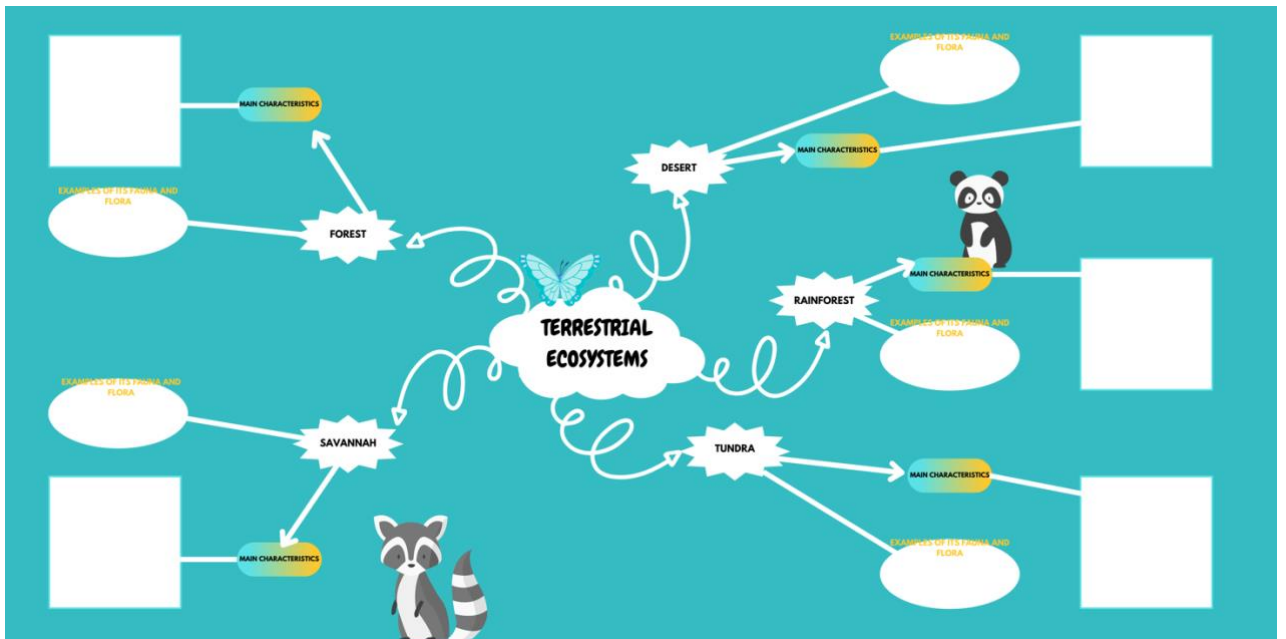 EXAMPLES OF ITS FAUNA AND
FLORA
MAIN CHARACTERISTICS
MAIN CHARACTERISTICS
DESERT
EXAMPLES OF ITS FAUNA AND
FLORA
FOREST
MAIN CHARACTERISTICS
RAINFOREST
TERRESTRIAL
ECOSYSTEMS
EXAMPLES OF ITS FAUNA AND
FLORA
EXAMPLES OF ITS FAUNA AND
FLORA
SAVANNAH
TUNDRA
MAIN CHARACTERISTICS
EXAMPLES OF ITS FAUNA AND
FLORA
MAIN CHARACTERISTICS